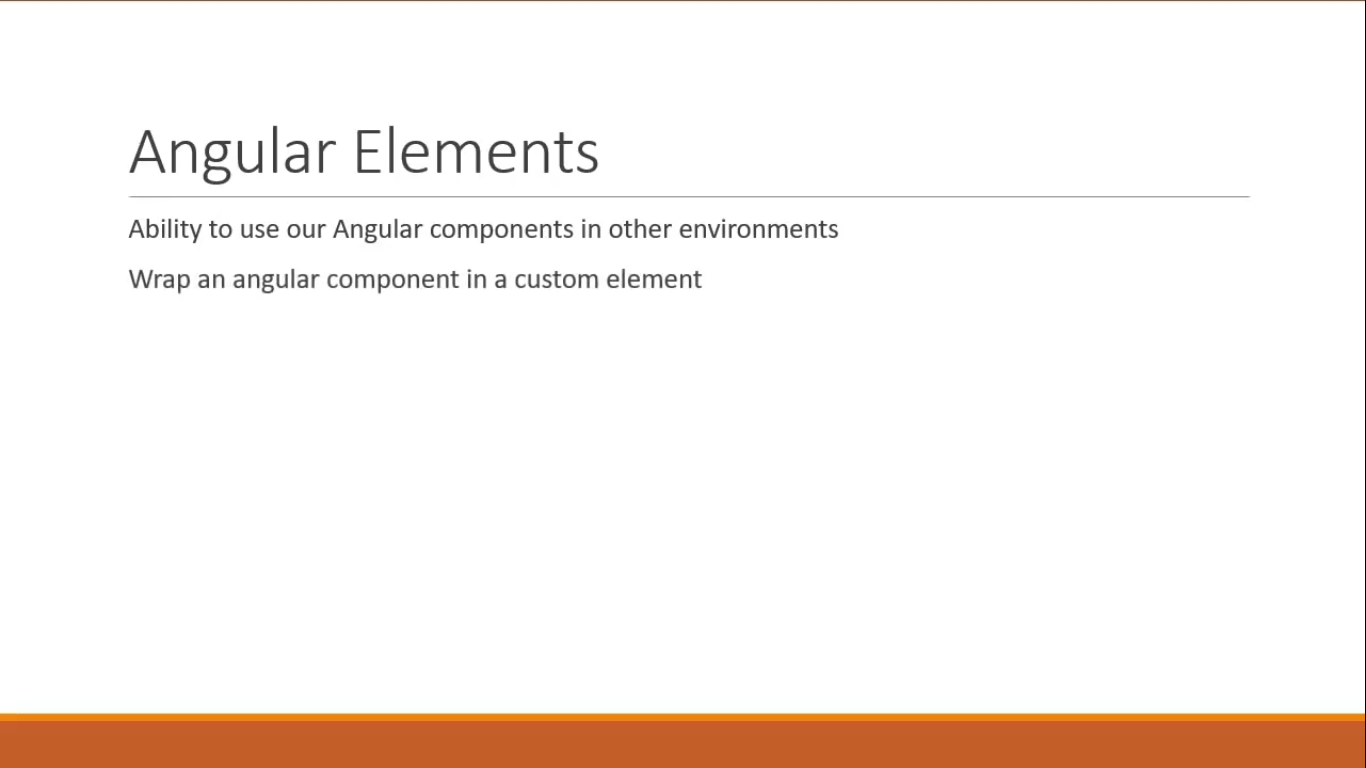 Angular Elements
Ability to use our Angular components in other environments
Wrap an angular component in a custom element